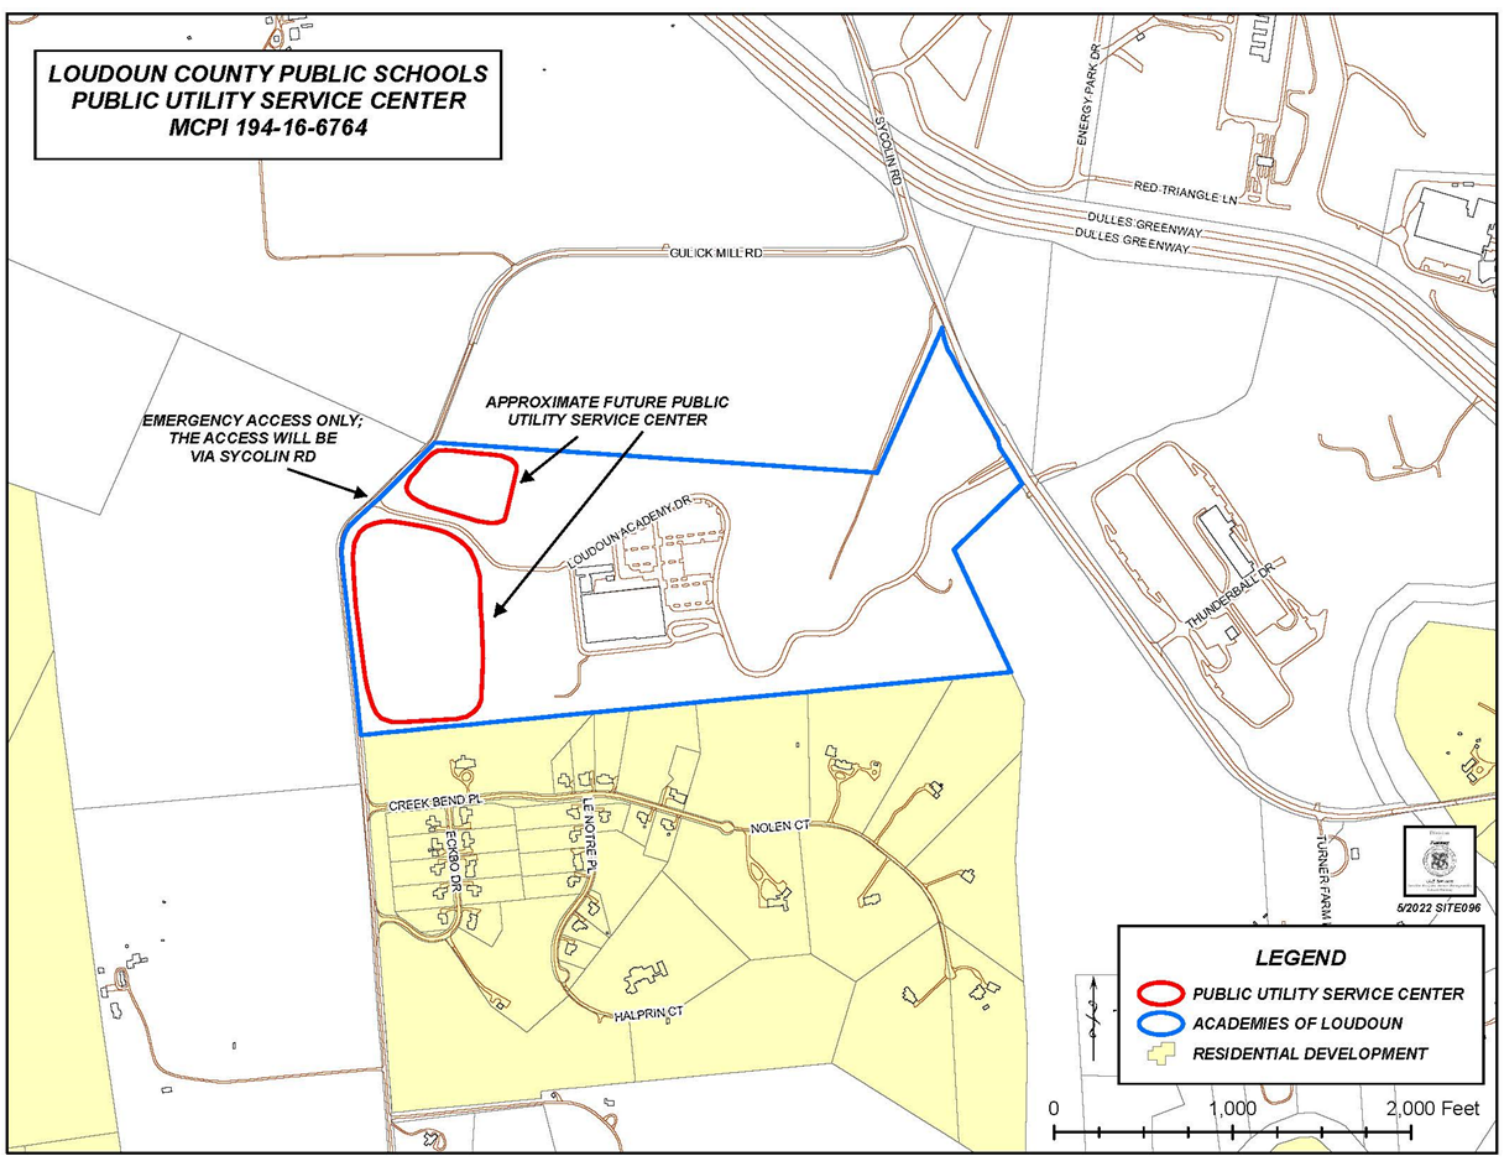 LOUDOUN COUNTY PUBLIC SCHOOLS
PUBLIC UTILITY SERVICE CENTER
MCPI 194-16-6764
ENERGY PARK DR
SYCOLIN RD
RED TRIANGLE LN
DULLES GREENWAY
DULLES GREENWAY
GULICK MILL RD
APPROXIMATE FUTURE PUBLIC
UTILITY SERVICE CENTER
EMERGENCY ACCESS ONLY;
THE ACCESS WILL BE
VIA SYCOLIN RD
LOUDOUN ACADEMY DR
THUNDERBALL DR
CREEK BEND PL
ECKBO DR
LE NOTRE PL
NOLEN CT
HALPRIN CT
TURNER FARM
5/2022 SITE096
LEGEND
PUBLIC UTILITY SERVICE CENTER
ACADEMIES OF LOUDOUN
RESIDENTIAL DEVELOPMENT
0 1,000 2,000 Feet